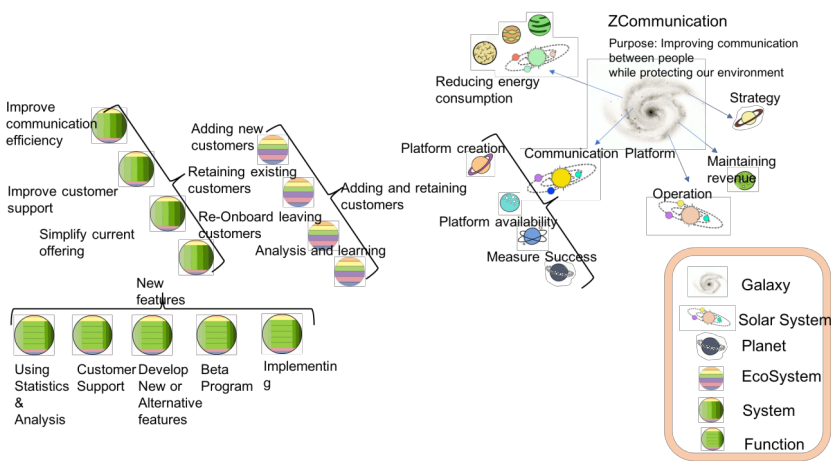 ZCommunication
Purpose: Improving communication
between people
while protecting our environment
Reducing energy
consumption
Strategy
Improve
communication
efficiency
Adding new
customers
Platform creation
Communication Platform
Maintaining
revenue
Retaining existing
customers
Adding and retaining
customers
Operation
Improve customer
support
Re-Onboard leaving
customers
Platform availability
Simplify current
offering
Analysis and learning
Measure Success
New
features
Using
Statistics
&
Analysis
Customer
Support
Develop
New or
Alternative
features
Beta
Program
Implementin
g
Galaxy
Solar System
Planet
EcoSystem
System
Function